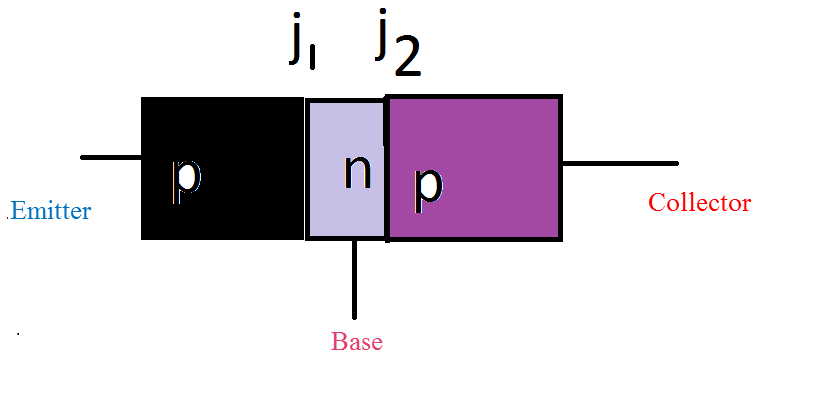 j1 j2
p n p
.Emitter
Collector
Base